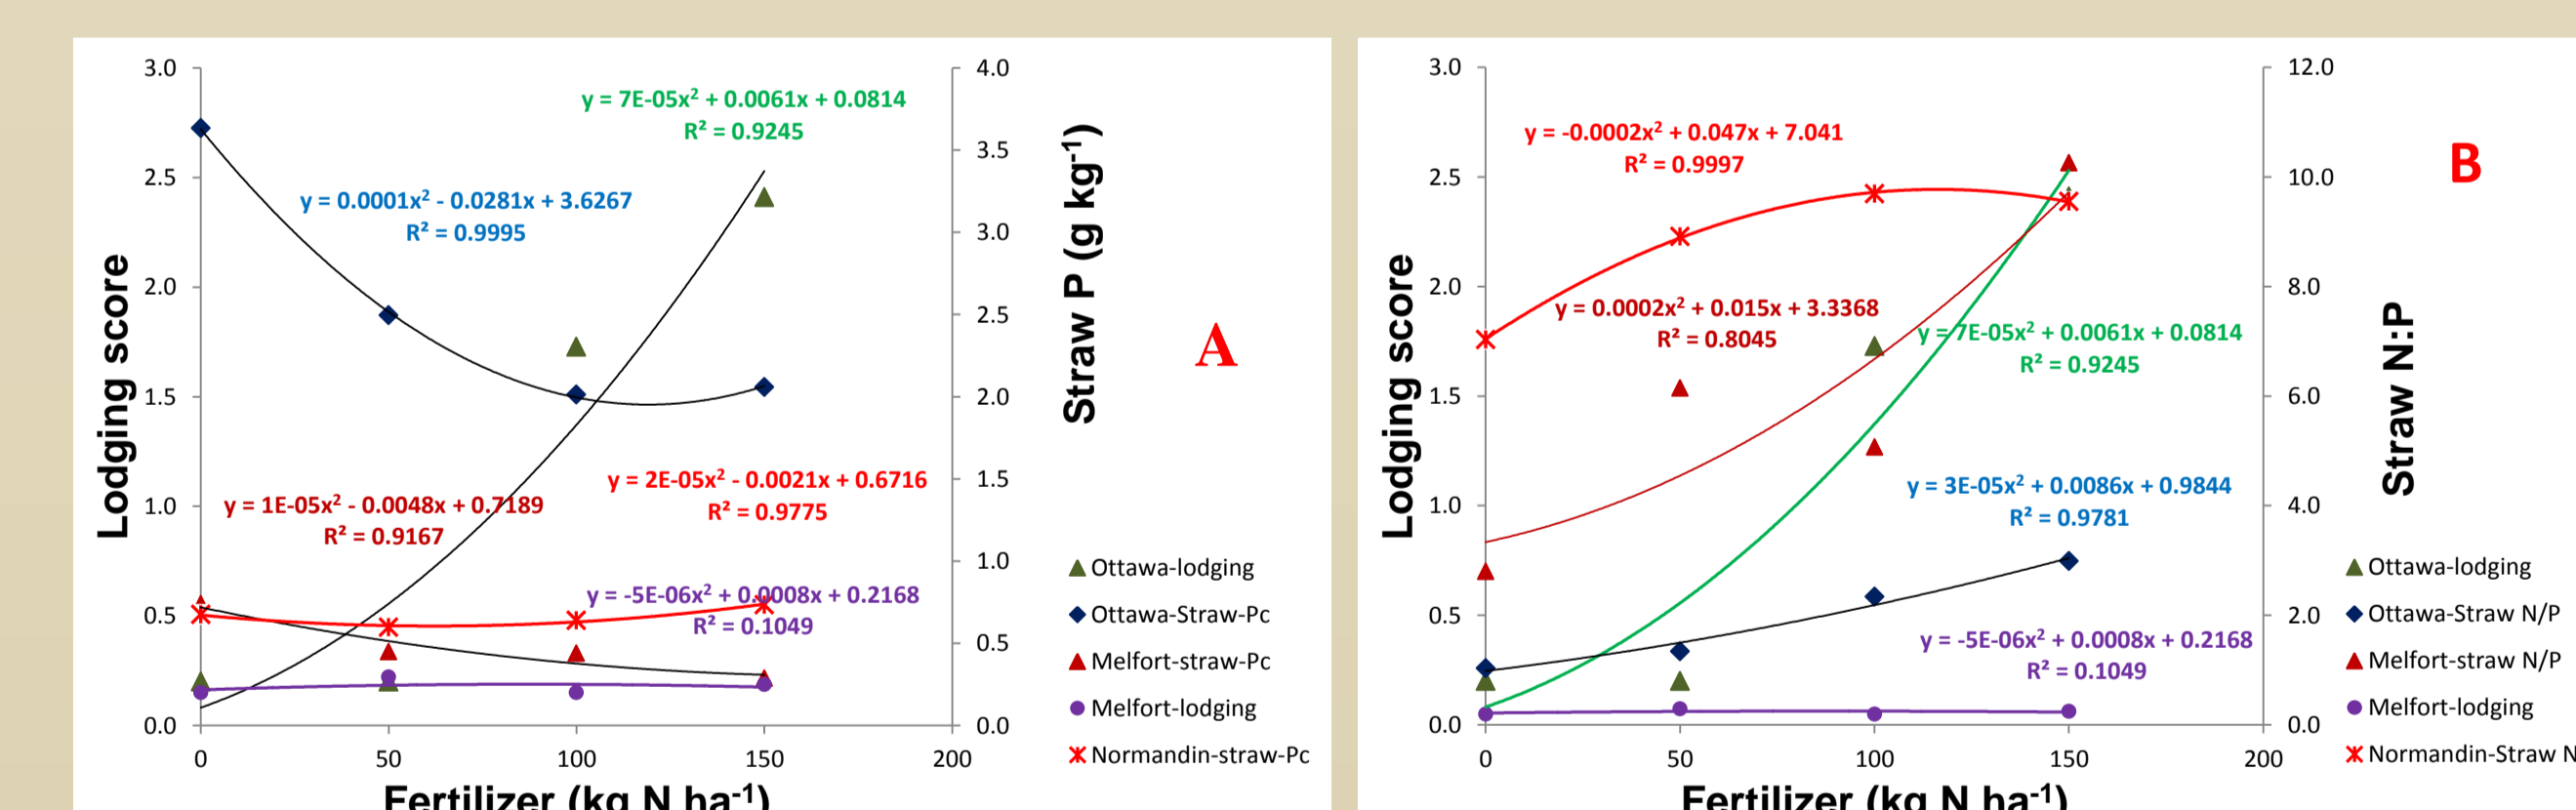 3.0
2.5
2.0
1.5
1.0
0.5
0.0
Lodging score
4.0
3.5
3.0
2.5
2.0
1.5
1.0
0.5
0.0
Straw P (g kg⁻¹)
A
y = 7E-05x² + 0.0061x + 0.0814
R² = 0.9245
y = 0.0001x² - 0.0281x + 3.6267
R² = 0.9995
y = 2E-05x² - 0.0021x + 0.6716
R² = 0.9775
y = 1E-05x² - 0.0048x + 0.7189
R² = 0.9167
y = -5E-06x² + 0.0008x + 0.2168
R² = 0.1049
Ottawa-lodging
Ottawa-Straw-Pc
Melfort-straw-Pc
Melfort-lodging
Normandin-straw-Pc
0 50 100 150 200
Fertilizer (kg N ha⁻¹)
3.0
2.5
2.0
1.5
1.0
0.5
0.0
Lodging score
12.0
10.0
8.0
6.0
4.0
2.0
0.0
Straw N:P
B
y = -0.0002x² + 0.047x + 7.041
R² = 0.9997
y = 0.0002x² + 0.015x + 3.3368
R² = 0.8045
y = 7E-05x² + 0.0061x + 0.0814
R² = 0.9245
y = 3E-05x² + 0.0086x + 0.9844
R² = 0.9781
y = -5E-06x² + 0.0008x + 0.2168
R² = 0.1049
Ottawa-lodging
Ottawa-Straw N/P
Melfort-straw N/P
Melfort-lodging
Normandin-Straw N
0 50 100 150 200
Fertilizer (kg N ha⁻¹)